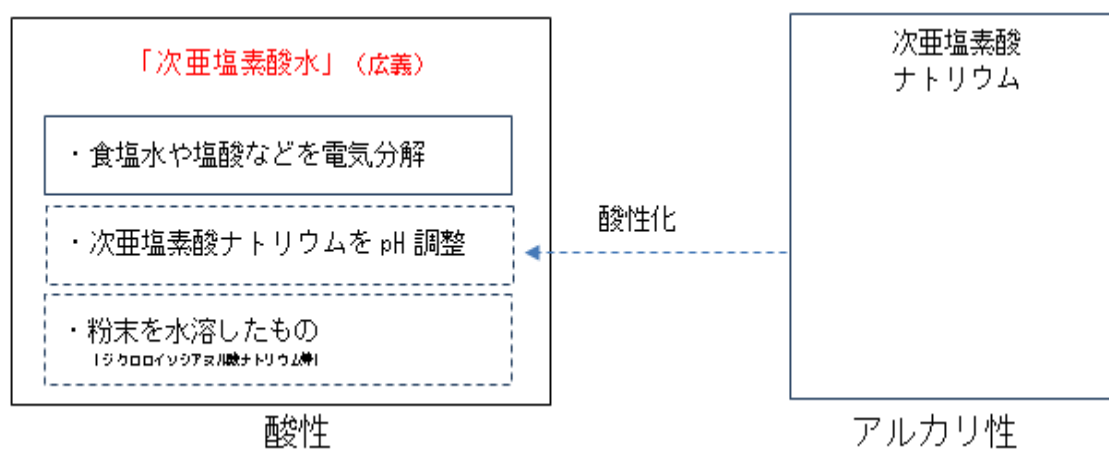 「次亜塩素酸水」（広義）
・食塩水や塩酸などを電気分解
・次亜塩素酸ナトリウムを pH 調整
・粉末を水溶したもの
「ジクロロイソシアヌル酸ナトリウム等」
酸性
酸性化
次亜塩素酸
ナトリウム
アルカリ性